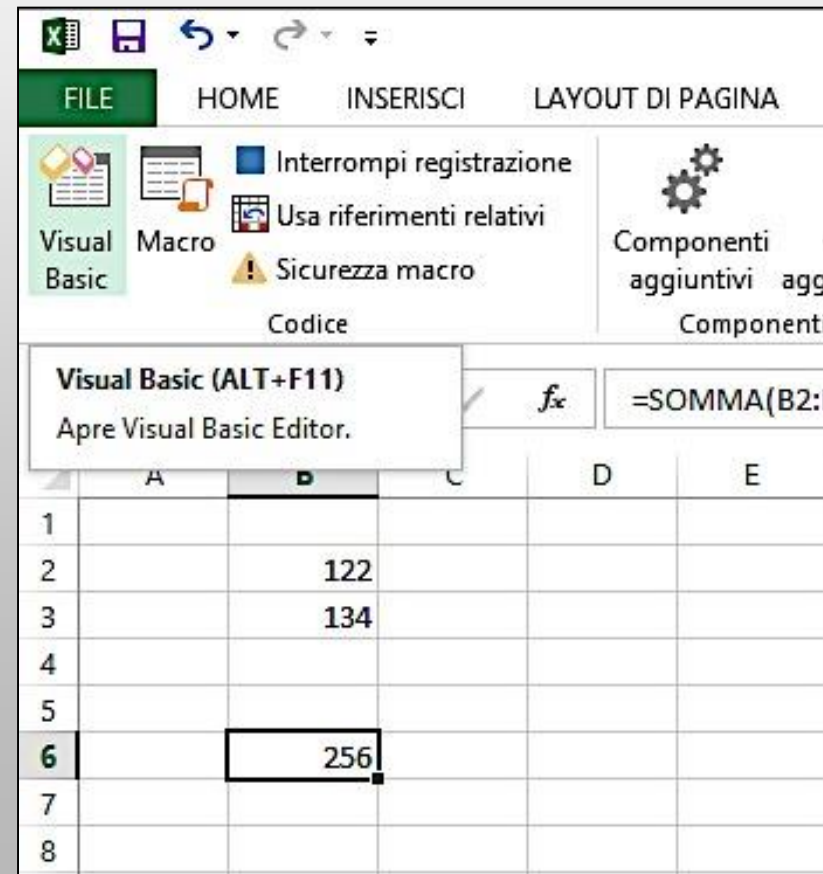 FILE HOME INSERISCI LAYOUT DI PAGINA
Visual Basic
Macro
Interrompi registrazione
Usa riferimenti relativi
Sicurezza macro
Codice
Componenti aggiuntivi
Visual Basic (ALT+F11)
Apre Visual Basic Editor.
fx =SOMMA(B2:
A B C D E
1
2 122
3 134
4
5
6 256
7
8